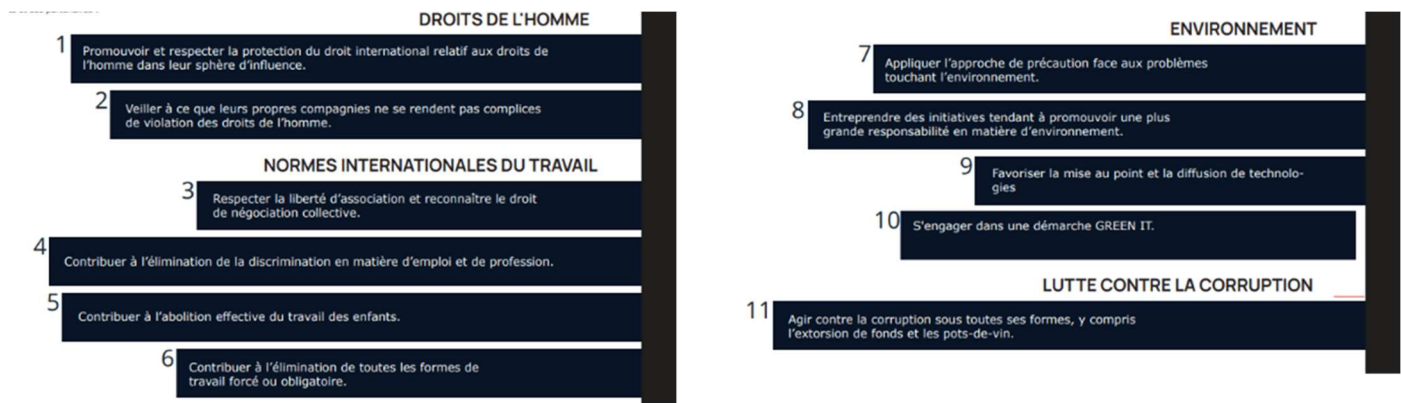 DROITS DE L'HOMME
1
Promouvoir et respecter la protection du droit international relatif aux droits de
l'homme dans leur sphère d'influence.
2
Veiller à ce que leurs propres compagnies ne se rendent pas complices
de violation des droits de l'homme.
NORMES INTERNATIONALES DU TRAVAIL
3
Respecter la liberté d'association et reconnaître le droit
de négociation collective.
4
Contribuer à l'élimination de la discrimination en matière d'emploi et de profession.
5
Contribuer à l'abolition effective du travail des enfants.
6
Contribuer à l'élimination de toutes les formes de
travail forcé ou obligatoire.
ENVIRONNEMENT
7
Appliquer l'approche de précaution face aux problèmes
touchant l'environnement.
8
Entreprendre des initiatives tendant à promouvoir une plus
grande responsabilité en matière d'environnement.
9
Favoriser la mise au point et la diffusion de technolo-
gies
10
S'engager dans une démarche GREEN IT.
LUTTE CONTRE LA CORRUPTION
11
Agir contre la corruption sous toutes ses formes, y compris
l'extorsion de fonds et les pots-de-vin.